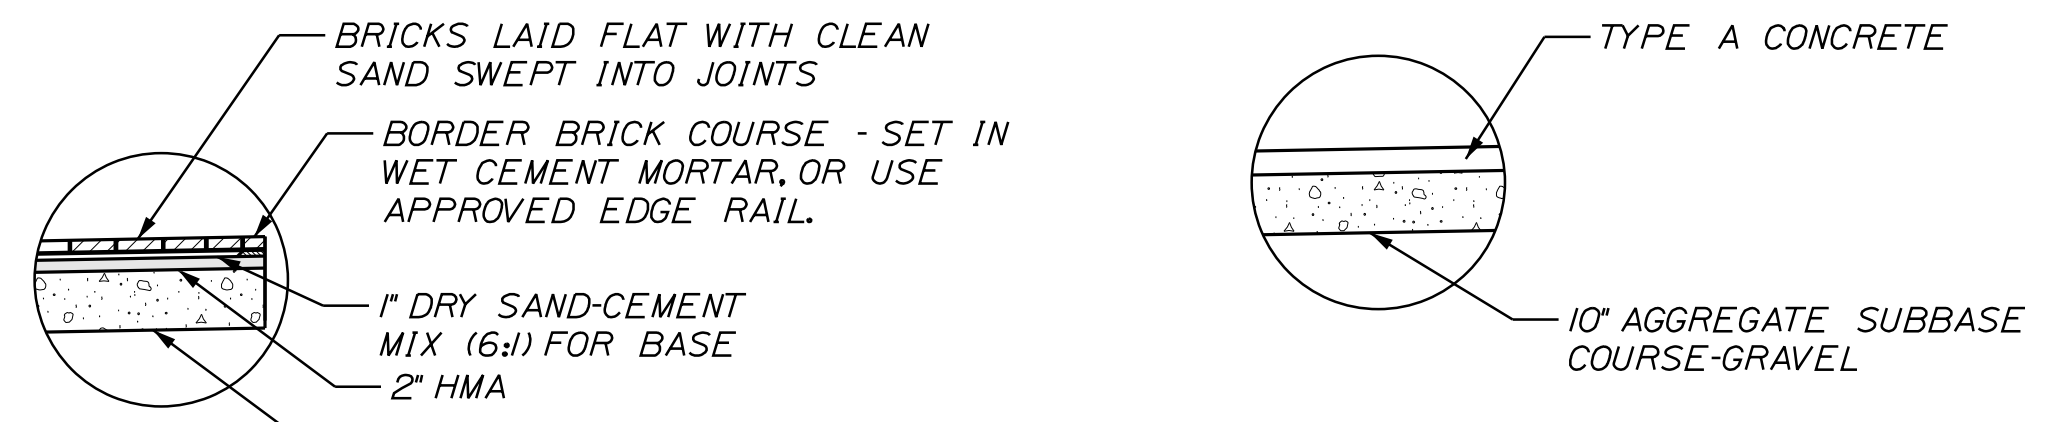 BRICKS LAID FLAT WITH CLEAN
SAND SWEPT INTO JOINTS
BORDER BRICK COURSE - SET IN
WET CEMENT MORTAR, OR USE
APPROVED EDGE RAIL.
1" DRY SAND-CEMENT
MIX (6:1) FOR BASE
2" HMA
TYPE A CONCRETE
10" AGGREGATE SUBBASE
COURSE-GRAVEL